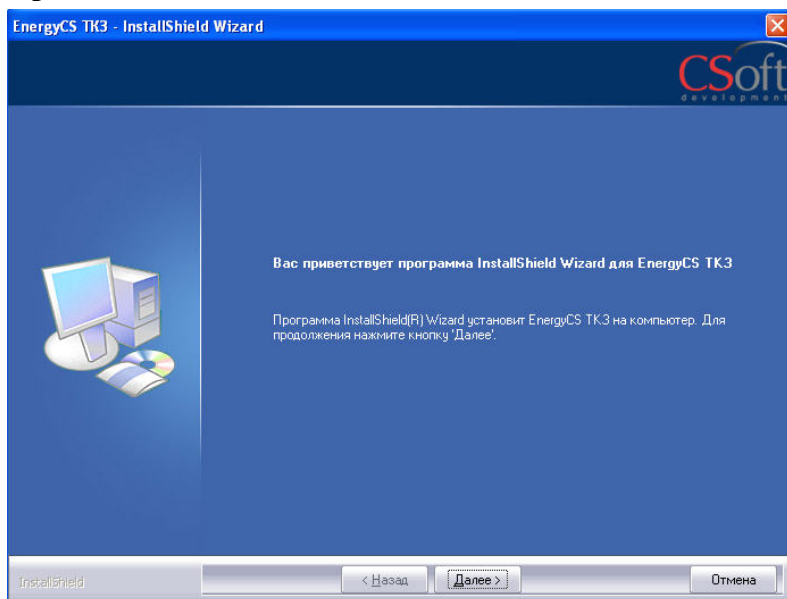 EnergyCS ТКЗ - InstallShield Wizard
CSoft
development
Вас приветствует программа InstallShield Wizard для EnergyCS ТКЗ
Программа InstallShield(R) Wizard установит EnergyCS ТКЗ на компьютер. Для
продолжения нажмите кнопку 'Далее'.
InstallShield
< Назад
Далее >
Отмена